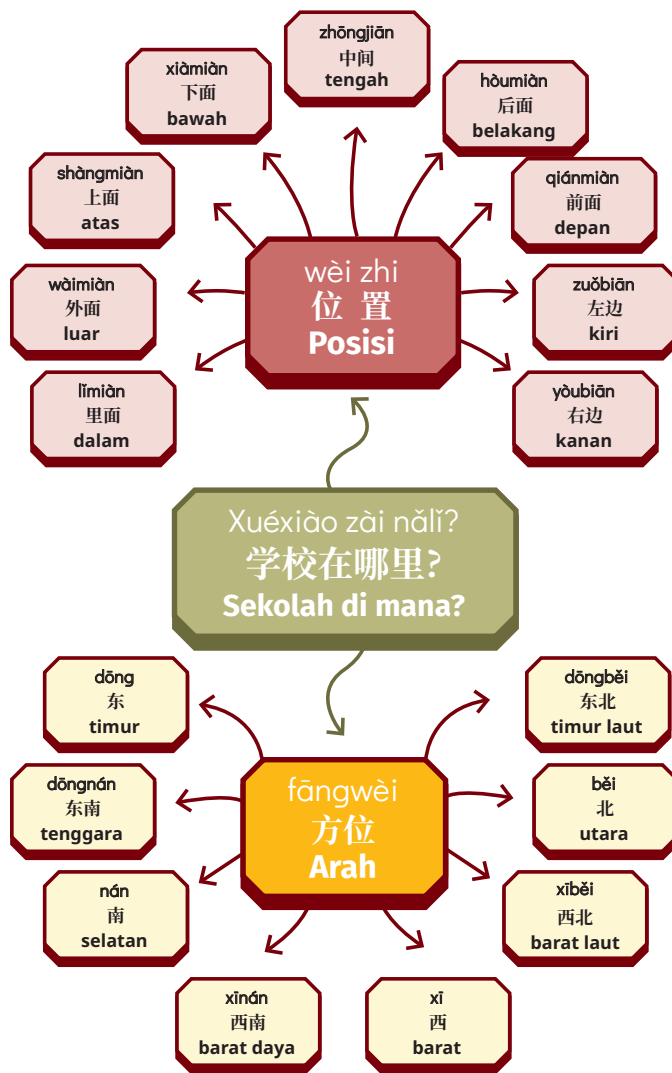 zhōngjiān
中间
tengah
xiàmiàn
下面
bawah
hòumiàn
后面
belakang
shàngmiàn
上面
atas
qiánmiàn
前面
depan
wàimiàn
外面
luar
zuǒbiān
左边
kiri
lǐmiàn
里面
dalam
yòubiān
右边
kanan
wèi zhi
位 置
Posisi
Xuéxiào zài nǎlǐ?
学校在哪里?
Sekolah di mana?
fāngwèi
方位
Arah
dōng
东
timur
dōngběi
东北
timur laut
dōngnán
东南
tenggara
běi
北
utara
nán
南
selatan
xīběi
西北
barat laut
xīnán
西南
barat daya
xī
西
barat